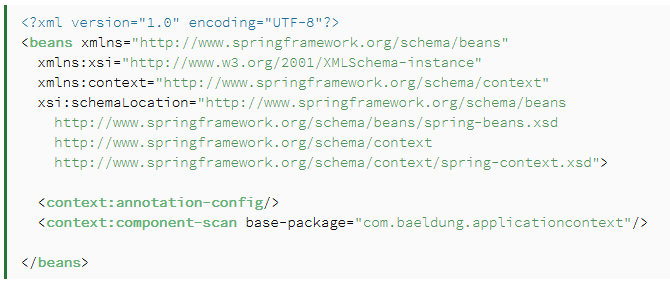 <?xml version="1.0" encoding="UTF-8"?>
<beans xmlns="http://www.springframework.org/schema/beans"
  xmlns:xsi="http://www.w3.org/2001/XMLSchema-instance"
  xmlns:context="http://www.springframework.org/schema/context"
  xsi:schemaLocation="http://www.springframework.org/schema/beans
    http://www.springframework.org/schema/beans/spring-beans.xsd
    http://www.springframework.org/schema/context
    http://www.springframework.org/schema/context/spring-context.xsd">
  <context:annotation-config/>
  <context:component-scan base-package="com.baeldung.applicationcontext"/>
</beans>